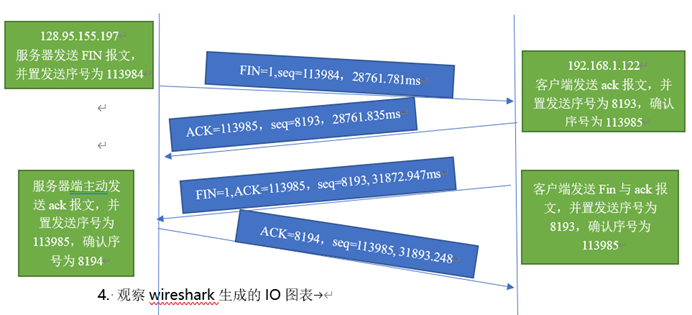 128.95.155.197
服务器发送 FIN 报文，
并置发送序号为 113984
FIN=1,seq=113984，28761.781ms
192.168.1.122
客户端发送 ack 报文，并
置发送序号为 8193，确认
序号为 113985
ACK=113985，seq=8193，28761.835ms
服务器端主动发
送 ack 报文，并
置发送序号为
113985，确认序
号为 8194
FIN=1,ACK=113985，seq=8193,31872.947ms
客户端发送 Fin 与 ack 报
文，并置发送序号为
8193，确认序号为
113985
ACK=8194，seq=113985,31893.248
4. 观察 wireshark 生成的 IO 图表